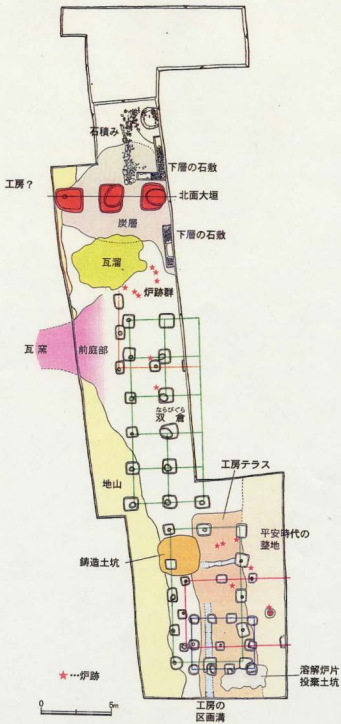 石積み
下層の石敷
工房？
北面大垣
炭層
下層の石敷
瓦溜
炉跡群
瓦窯
前庭部
ならびぐら
双倉
地山
工房テラス
平安時代の
整地
鋳造土坑
★…炉跡
0 5m
工房の
区画溝
溶解炉片
投棄土坑